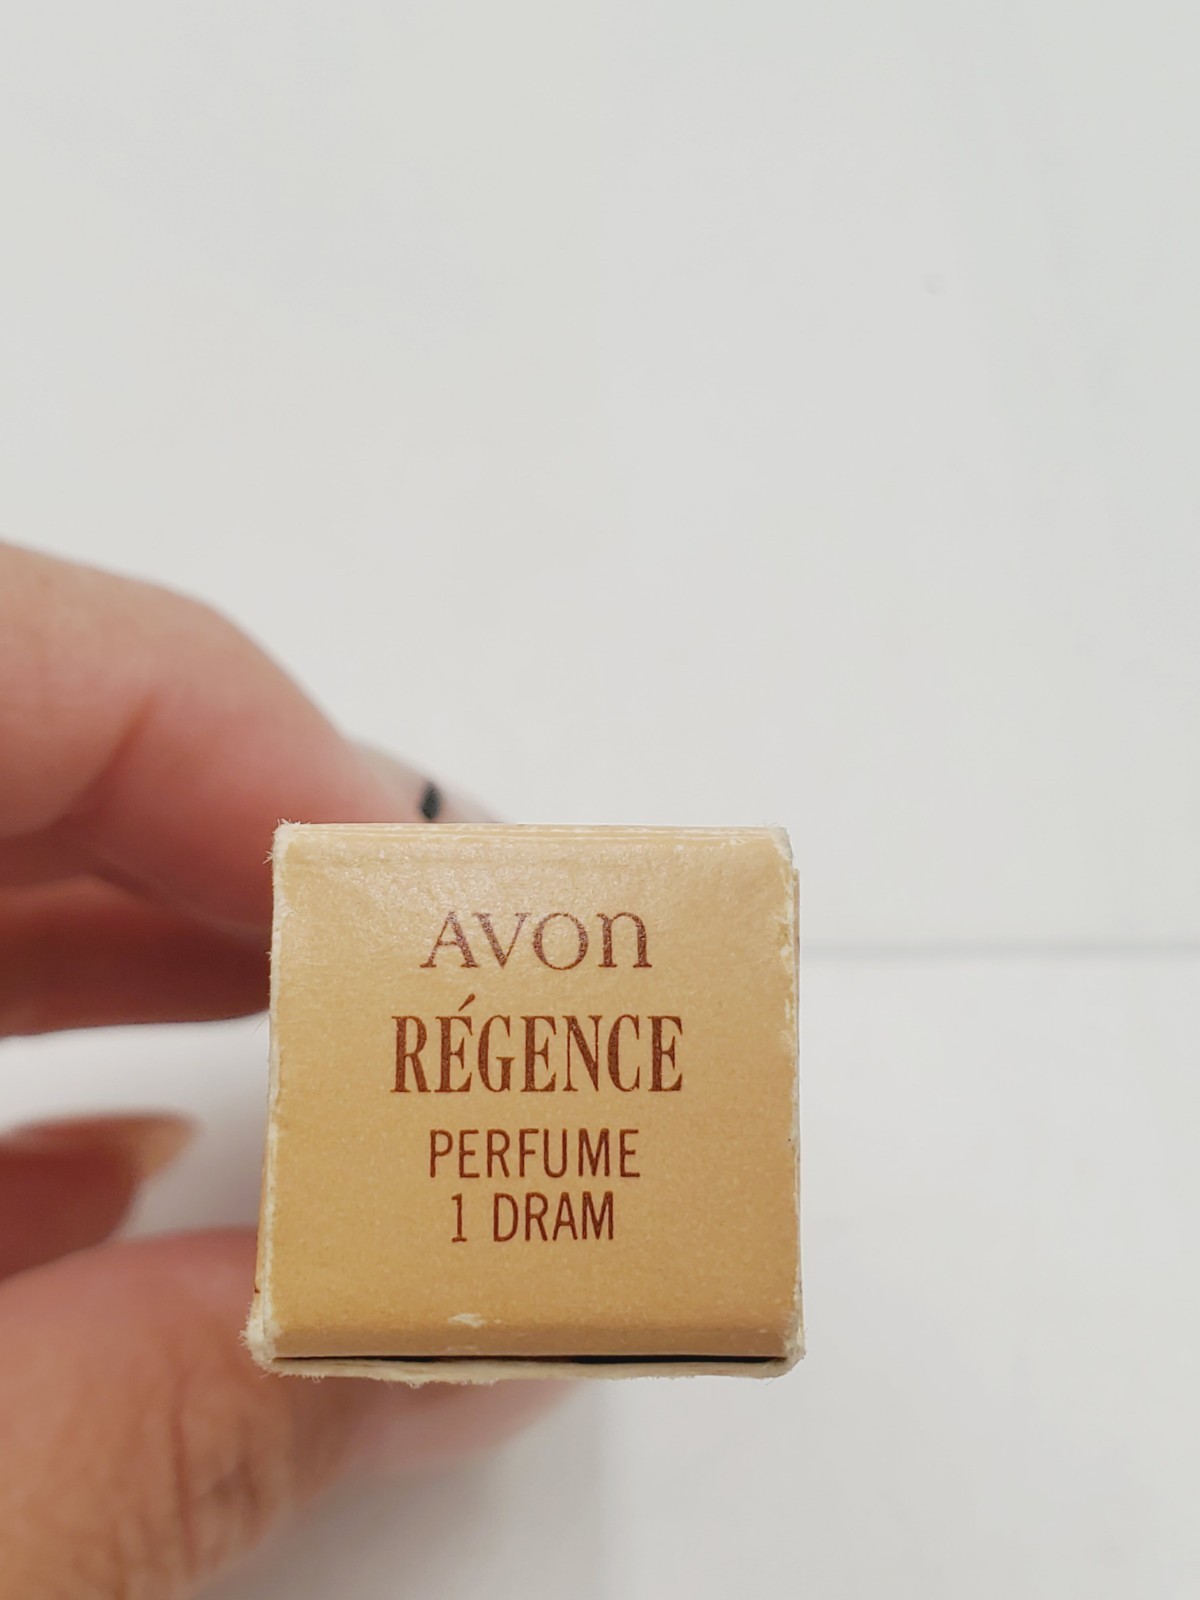 AVON
RÉGENCE
PERFUME
1 DRAM